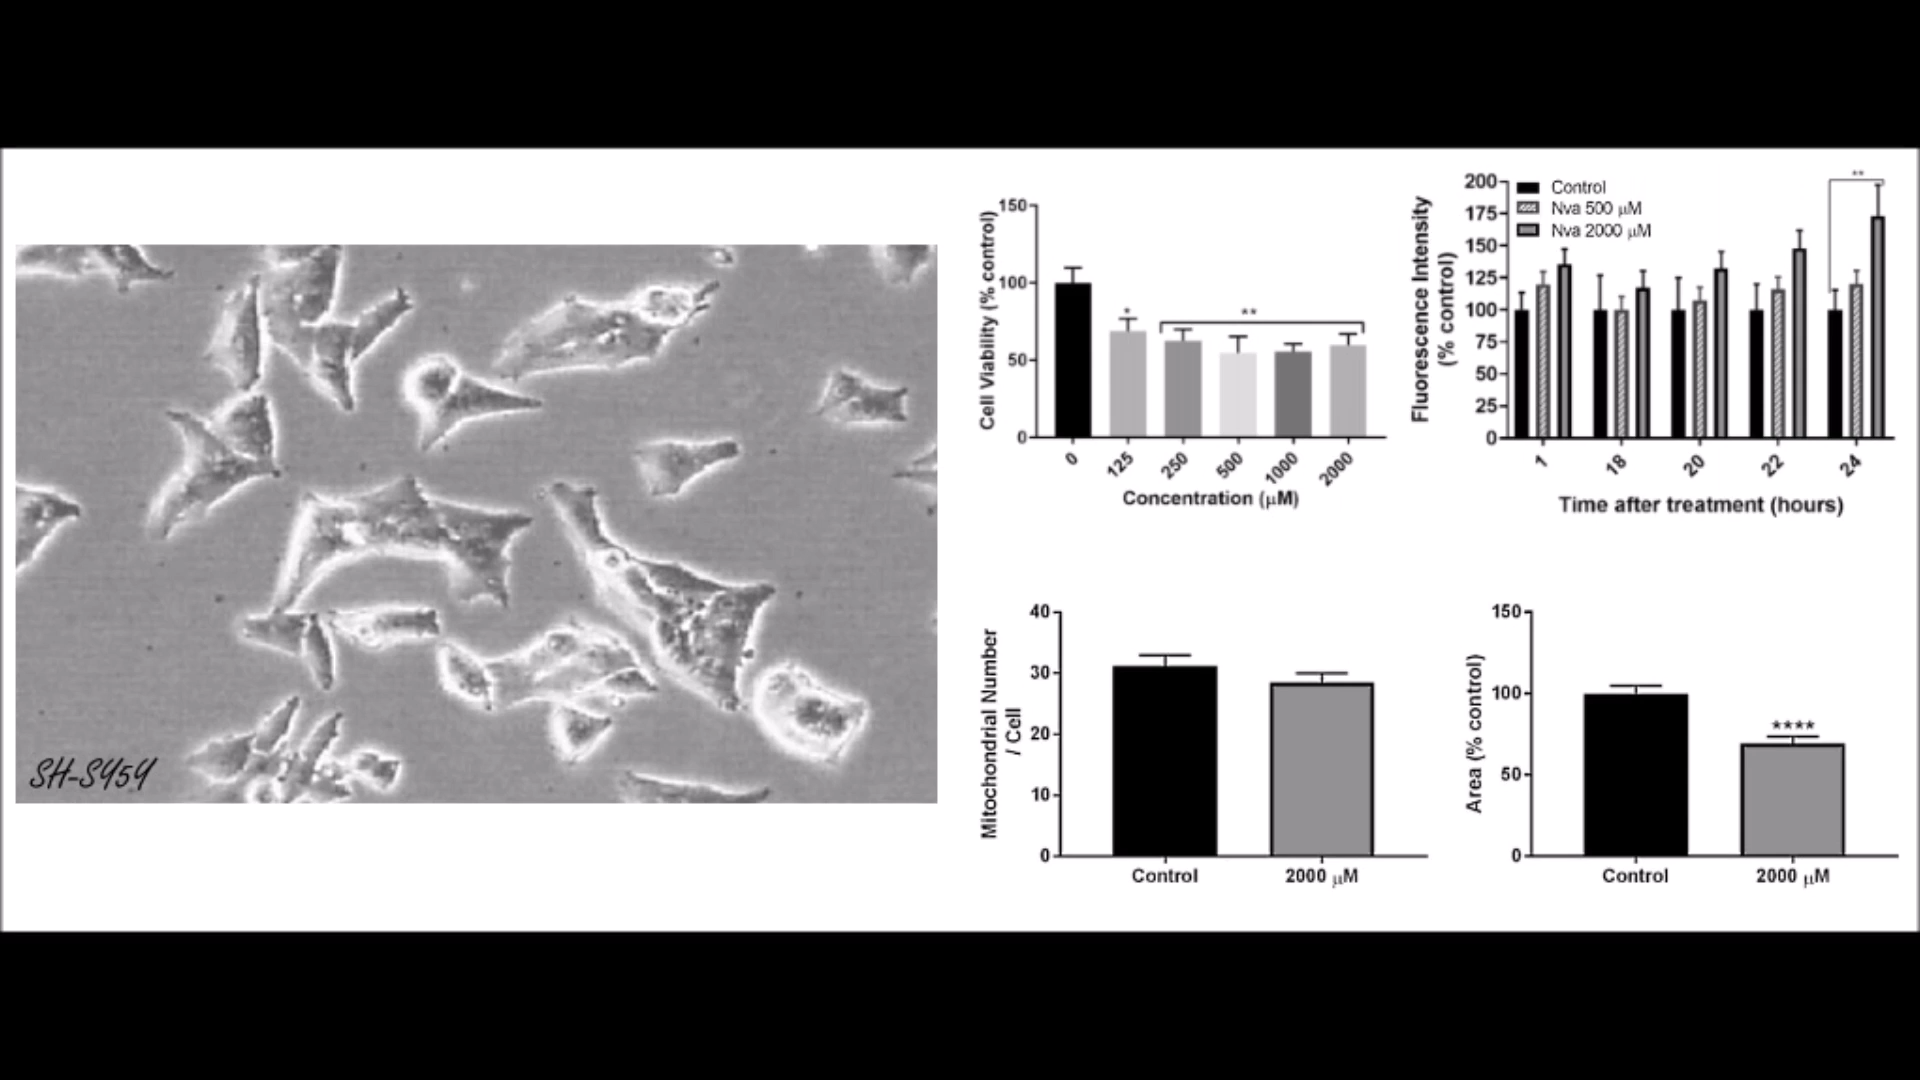 SH-SY5Y
150
100
50
0
Cell Viability (% control)
*
**
0
125
250
500
1000
2000
Concentration (μM)
200
175
150
125
100
75
50
25
0
Fluorescence Intensity
(% control)
Control
Nva 500 μM
Nva 2000 μM
**
1
18
20
22
24
Time after treatment (hours)
40
30
20
10
0
Mitochondrial Number
/ Cell
Control
2000 μM
150
100
50
0
Area (% control)
****
Control
2000 μM